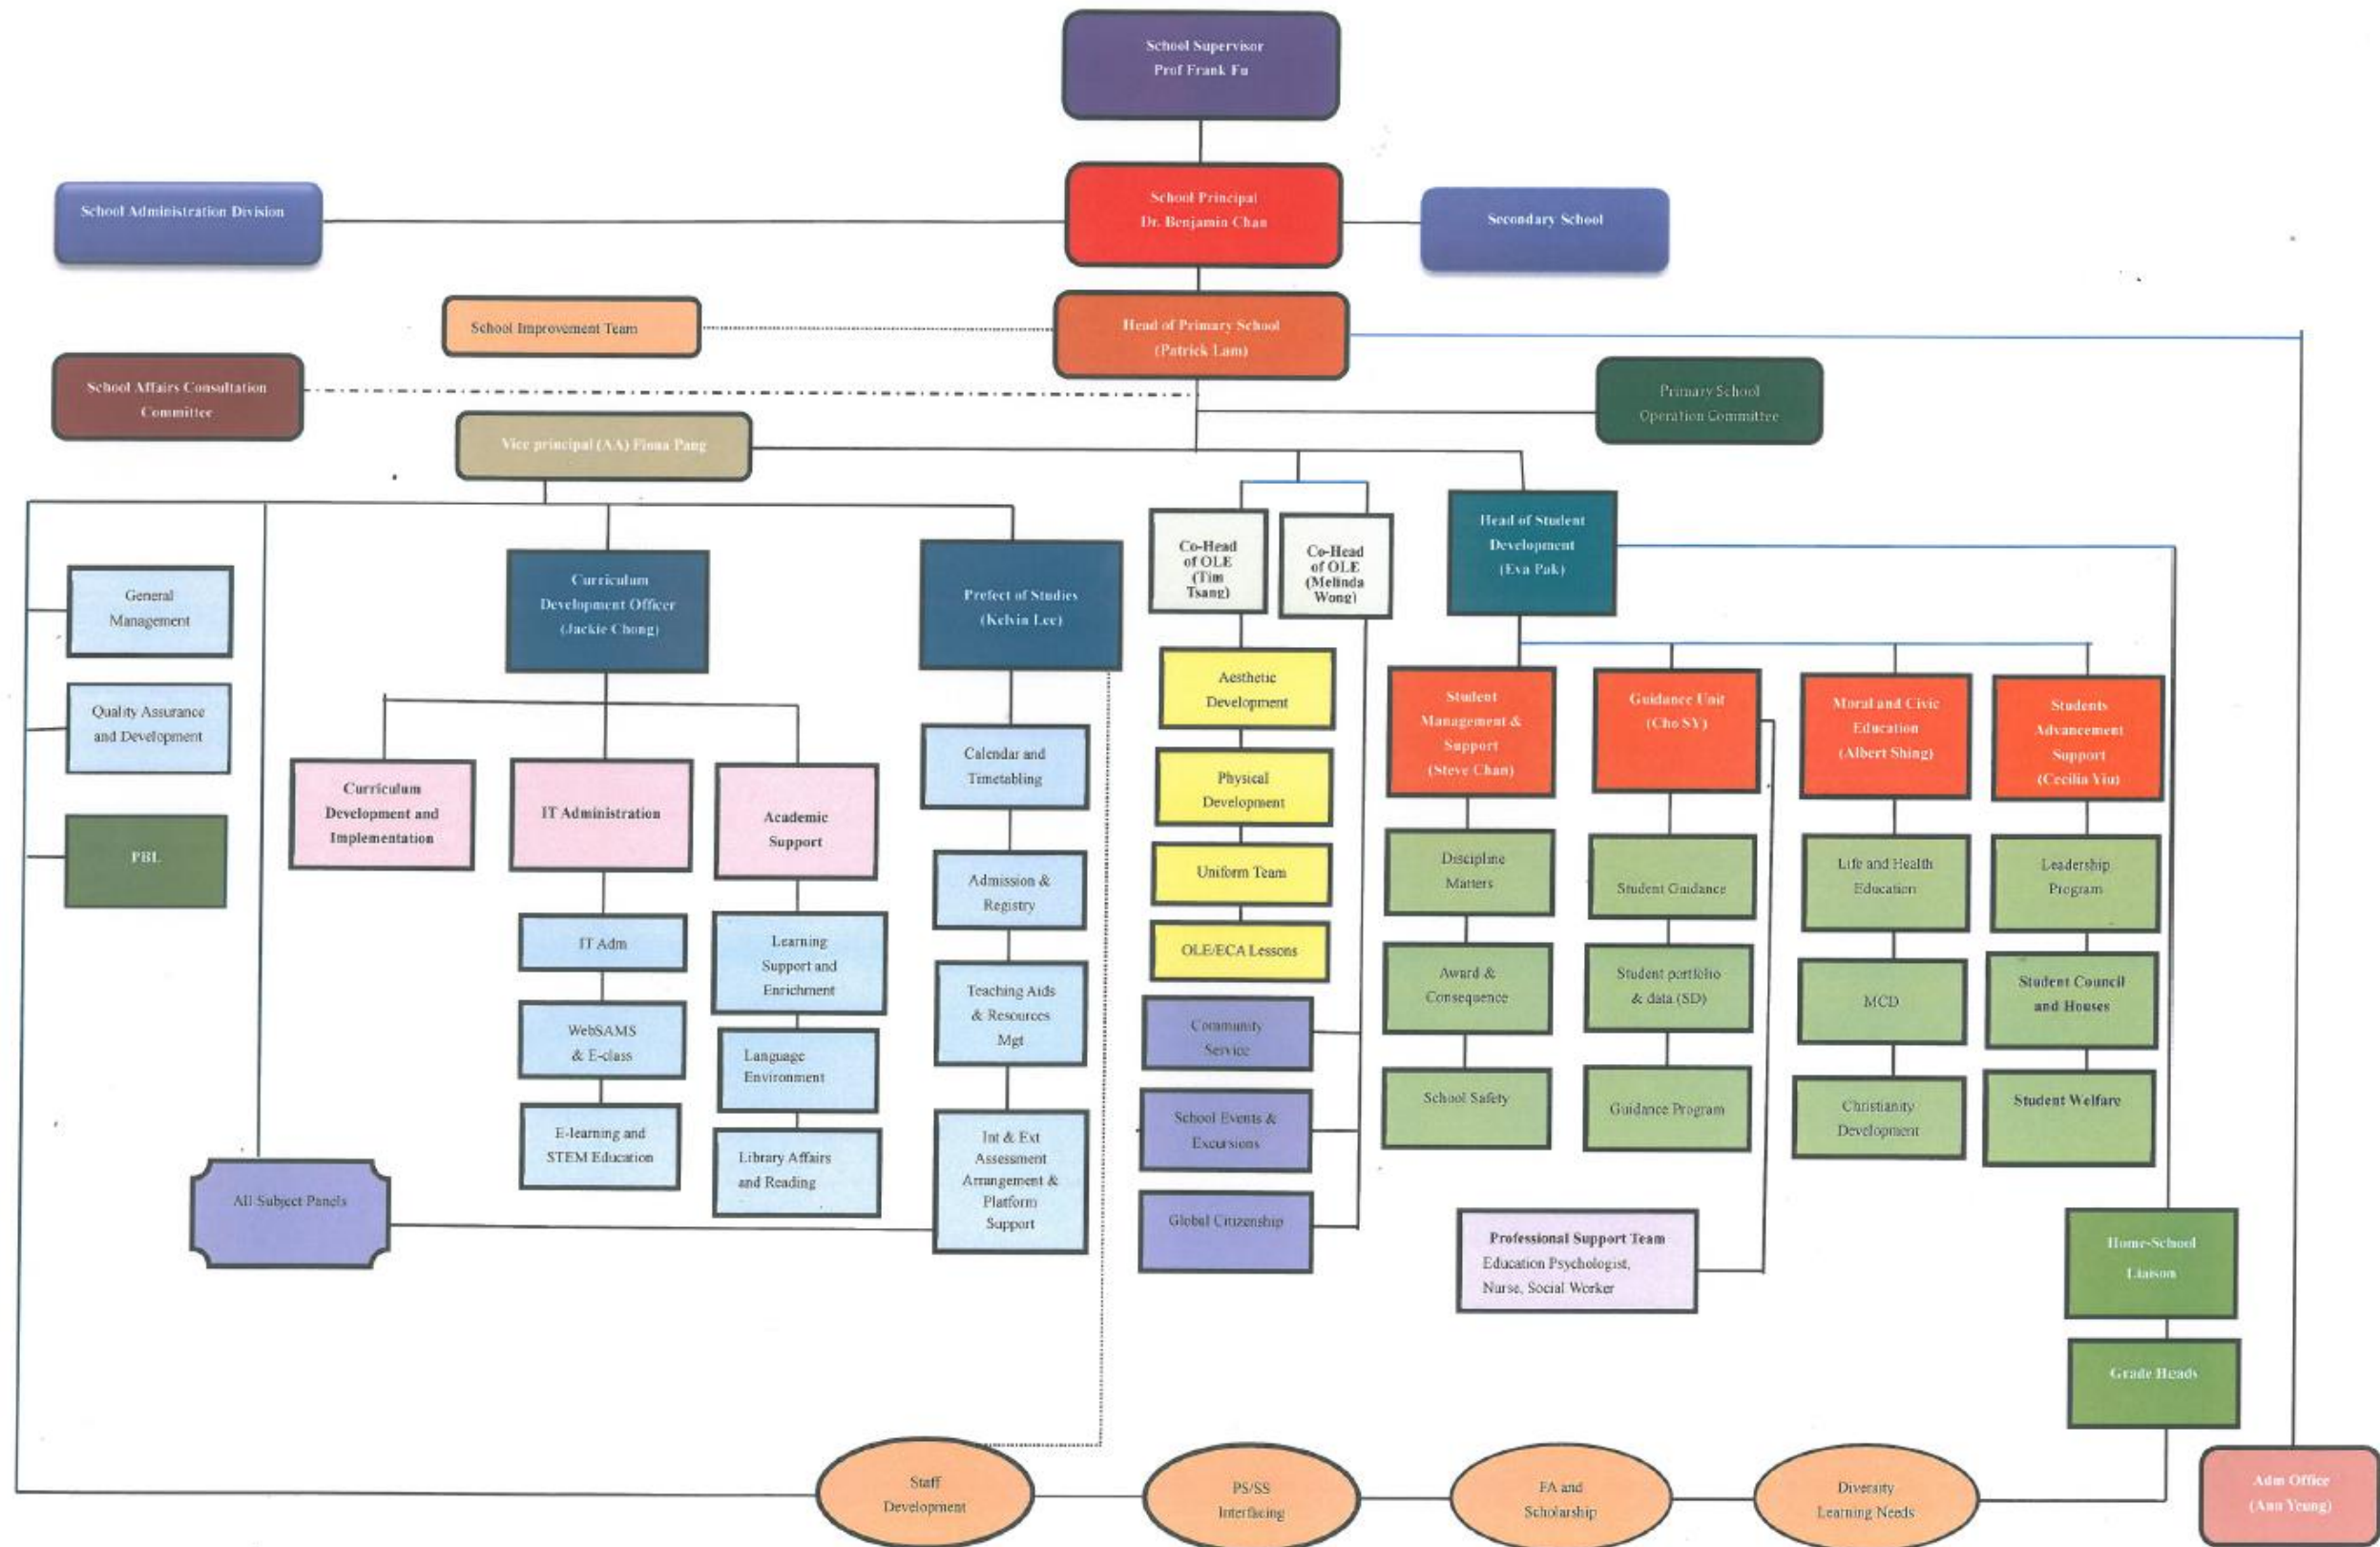 School Supervisor
Prof Frank Fu
School Principal
Dr. Benjamin Chan
School Administration Division
Secondary School
School Improvement Team
Head of Primary School
(Patrick Lam)
School Affairs Consultation
Committee
Primary School
Operation Committee
Vice principal (AA) Fiona Pang
General
Management
Quality Assurance
and Development
PBL
Curriculum
Development Officer
(Jackie Chong)
Prefect of Studies
(Kelvin Lee)
Co-Head
of OLE
(Tim
Tsang)
Co-Head
of OLE
(Melinda
Wong)
Head of Student
Development
(Eva Pak)
Curriculum
Development and
Implementation
IT Administration
Academic
Support
IT Adm
WebSAMS
& E-class
E-learning and
STEM Education
Learning
Support and
Enrichment
Language
Environment
Library Affairs
and Reading
Calendar and
Timetabling
Admission &
Registry
Teaching Aids
& Resources
Mgt
Int & Ext
Assessment
Arrangement &
Platform
Support
All Subject Panels
Aesthetic
Development
Physical
Development
Uniform Team
OLE/ECA Lessons
Community
Service
School Events &
Excursions
Global Citizenship
Student
Management &
Support
(Steve Chan)
Guidance Unit
(Cho SY)
Moral and Civic
Education
(Albert Shing)
Students
Advancement
Support
(Cecilia Yiu)
Discipline
Matters
Award &
Consequence
School Safety
Student Guidance
Student portfolio
& data (SD)
Guidance Program
Life and Health
Education
MCD
Christianity
Development
Leadership
Program
Student Council
and Houses
Student Welfare
Professional Support Team
Education Psychologist,
Nurse, Social Worker
Home-School
Liaison
Grade Heads
Staff
Development
PS/SS
Interfacing
FA and
Scholarship
Diversity
Learning Needs
Adm Office
(Ann Yeung)